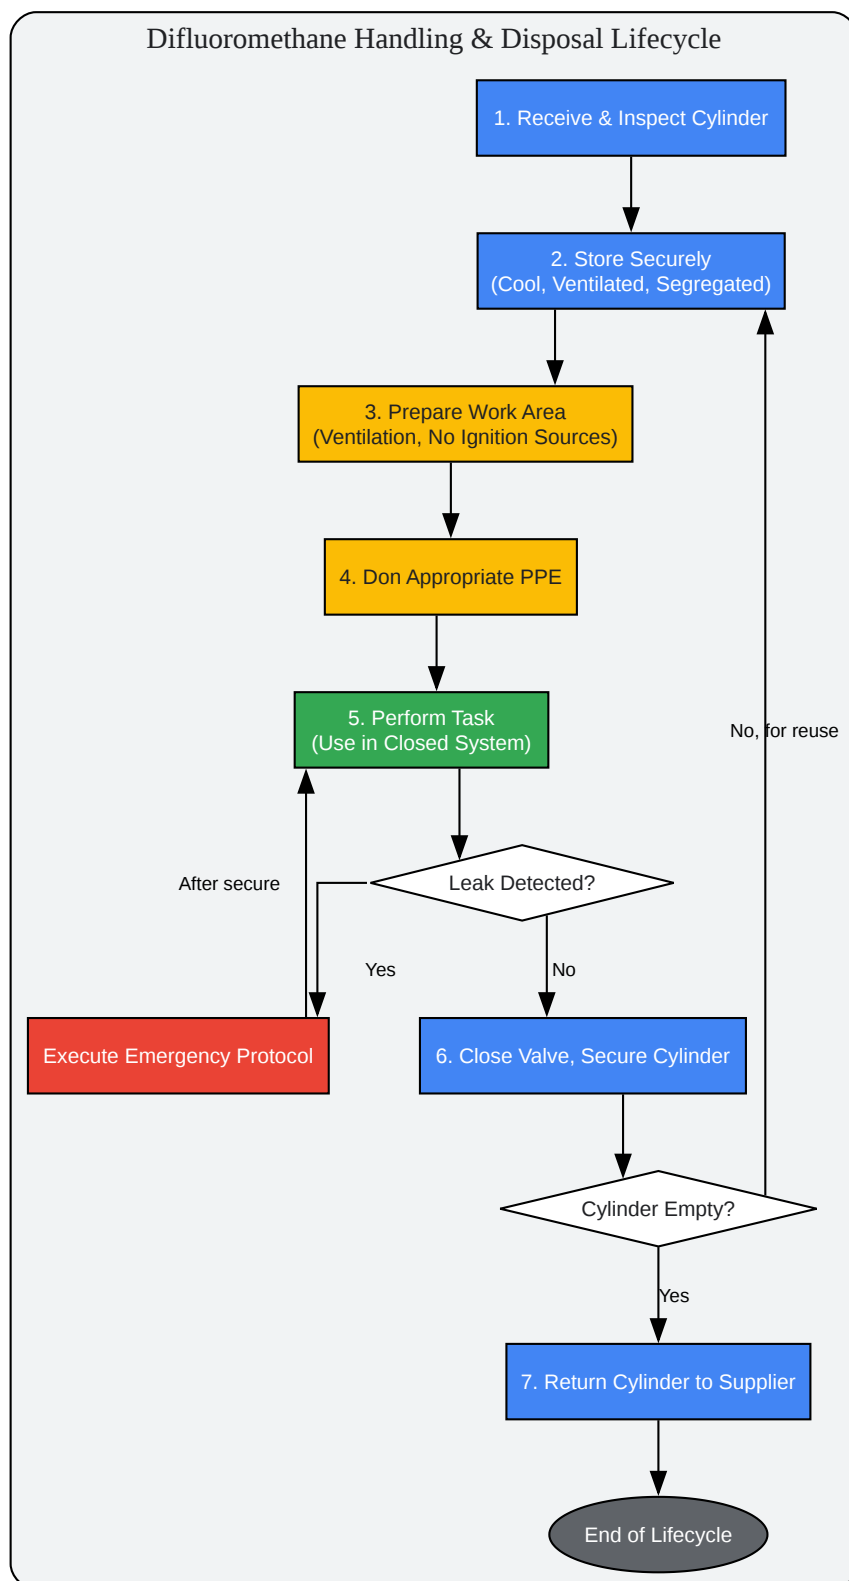 Difluoromethane Handling & Disposal Lifecycle
1. Receive & Inspect Cylinder
2. Store Securely
(Cool, Ventilated, Segregated)
3. Prepare Work Area
(Ventilation, No Ignition Sources)
4. Don Appropriate PPE
5. Perform Task
(Use in Closed System)
No, for reuse
Leak Detected?
After secure
Yes
No
Execute Emergency Protocol
6. Close Valve, Secure Cylinder
Cylinder Empty?
Yes
7. Return Cylinder to Supplier
End of Lifecycle